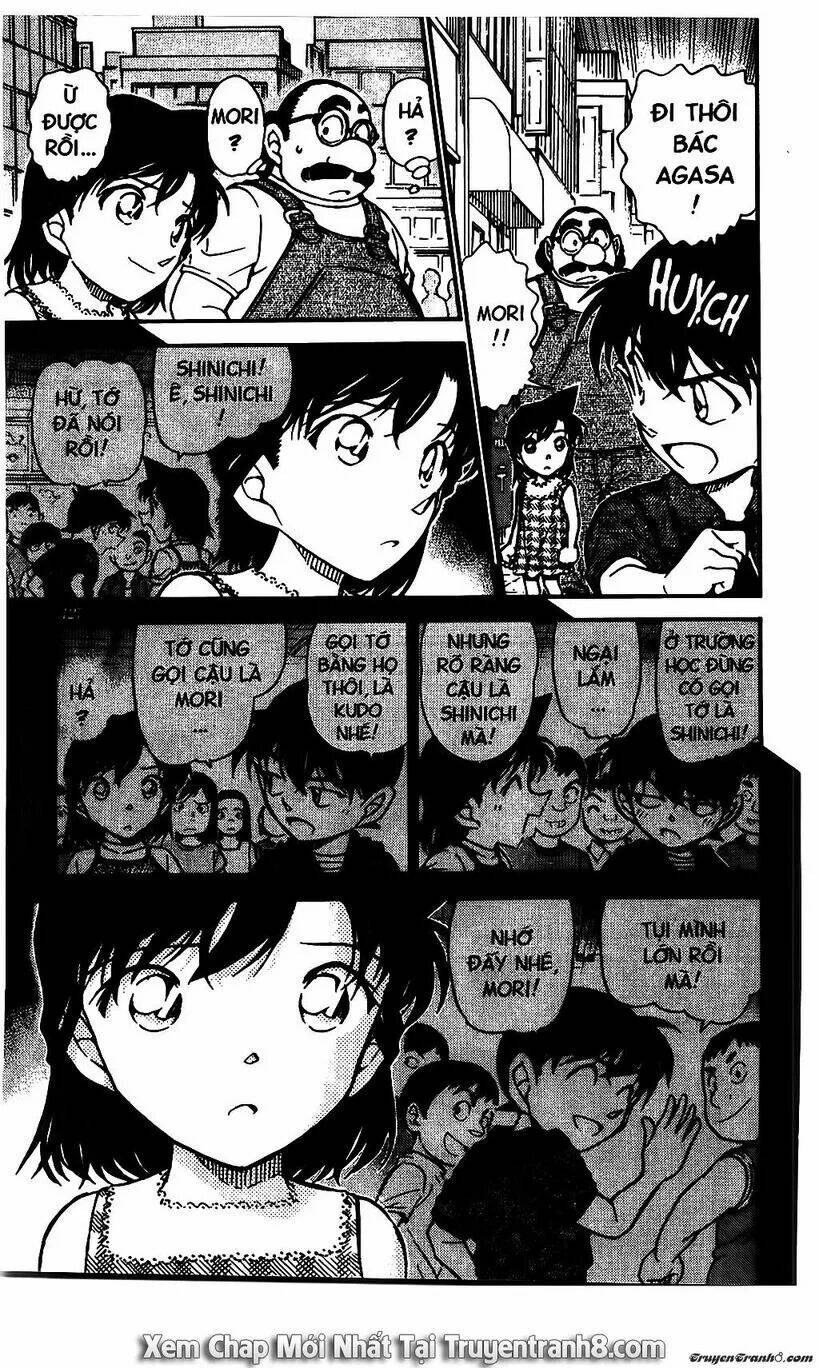 ĐI THÔI
BÁC
AGASA
!
HUỴCH
MORI
!!
HẢ
?
MORI
?
Ừ
ĐƯỢC
RỒI...
SHINICHI!
Ê, SHINICHI
!
HỪ, TỚ
ĐÃ NÓI
RỒI!
Ở TRƯỜNG
HỌC ĐỪNG
CÓ GỌI
TỚ LÀ
SHINICHI!
NGẠI
LẮM
...
NHƯNG
RÕ RÀNG
CẬU LÀ
SHINICHI
MÀ!
GỌI TỚ
BẰNG HỌ
THÔI, LÀ
KUDO
NHÉ!
TỚ CŨNG
GỌI CẬU LÀ
MORI
...
HẢ
?
TỤI MÌNH
LỚN RỒI
MÀ!
NHỚ
ĐẤY NHÉ,
MORI!
Xem Chap Mới Nhất Tại Truyentranh8.com
TruyenTranh8.com